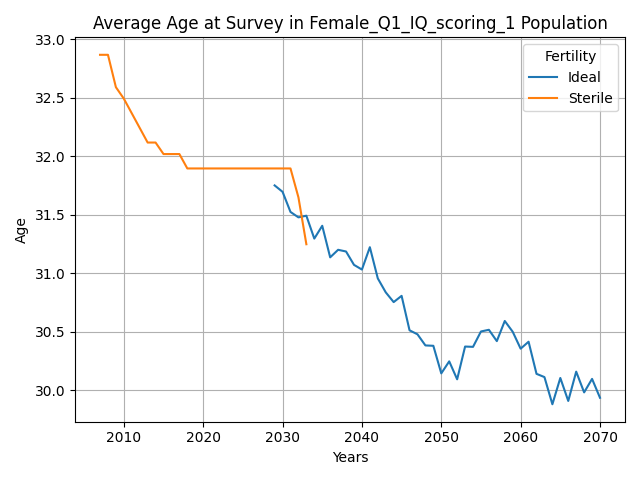 Average Age at Survey in Female_Q1_IQ_scoring_1 Population
33.0
32.5
32.0
31.5
31.0
30.5
30.0
Age
Fertility
Ideal
Sterile
2010 2020 2030 2040 2050 2060 2070
Years